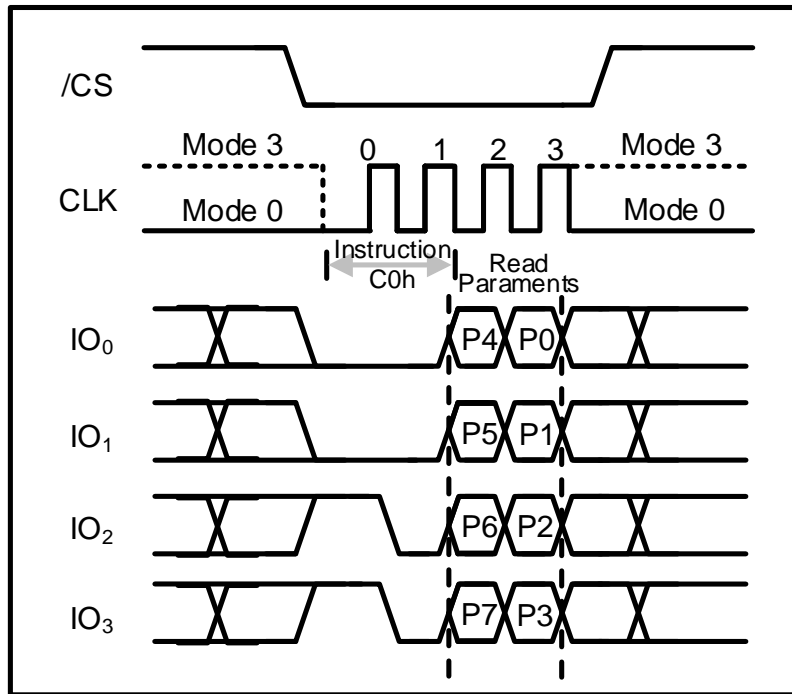 /CS
Mode 3 0 1 2 3 Mode 3
CLK
Mode 0 Mode 0
Instruction
C0h
Read
Paraments
IO0 P4 P0
IO1 P5 P1
IO2 P6 P2
IO3 P7 P3